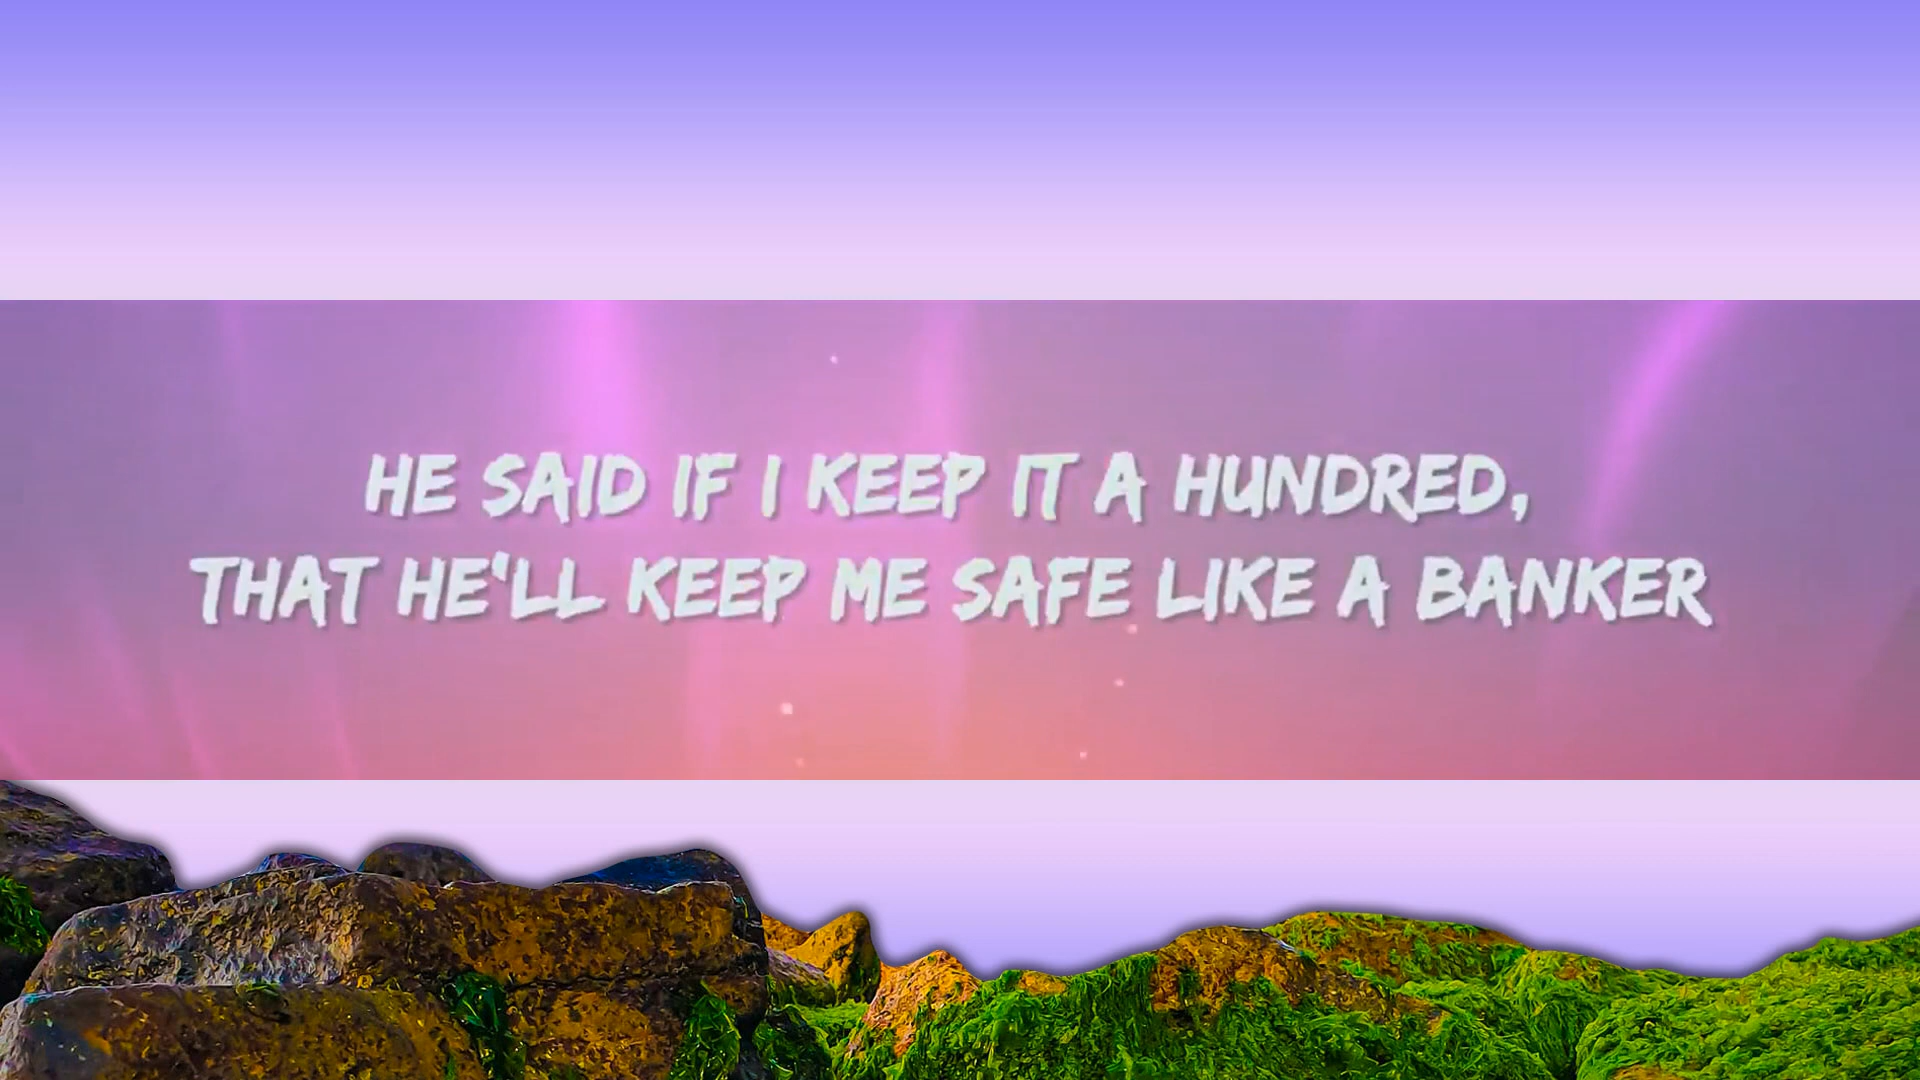 HE SAID IF I KEEP IT A HUNDRED,
THAT HE'LL KEEP ME SAFE LIKE A BANKER